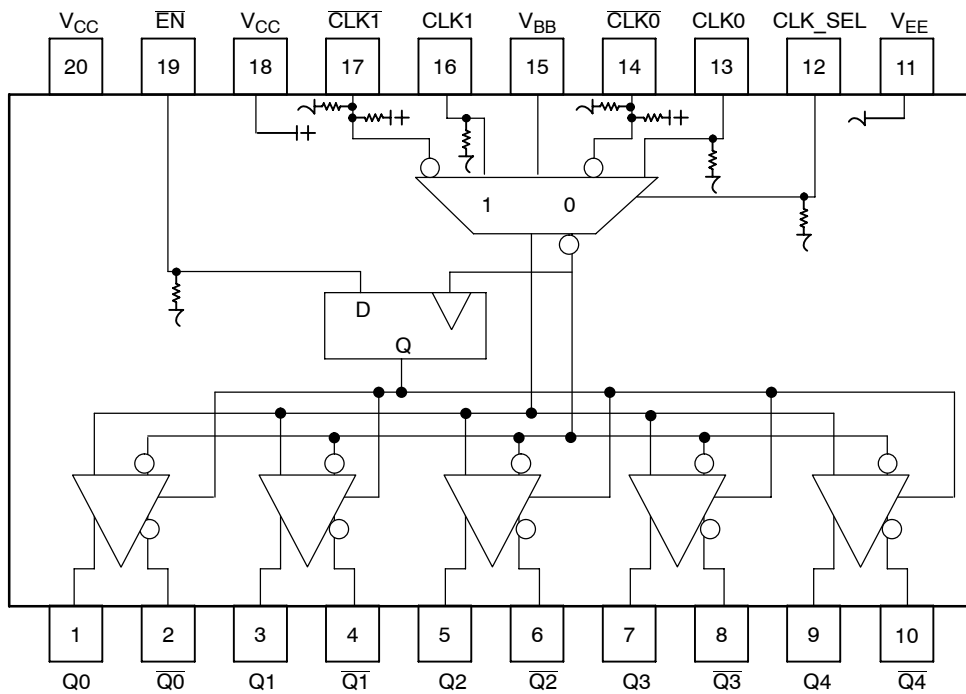 VCC EN VCC CLK1 CLK1 VBB CLK0 CLK0 CLK_SEL VEE
20 19 18 17 16 15 14 13 12 11
1 0
D
Q
1 2 3 4 5 6 7 8 9 10
Q0 Q0 Q1 Q1 Q2 Q2 Q3 Q3 Q4 Q4